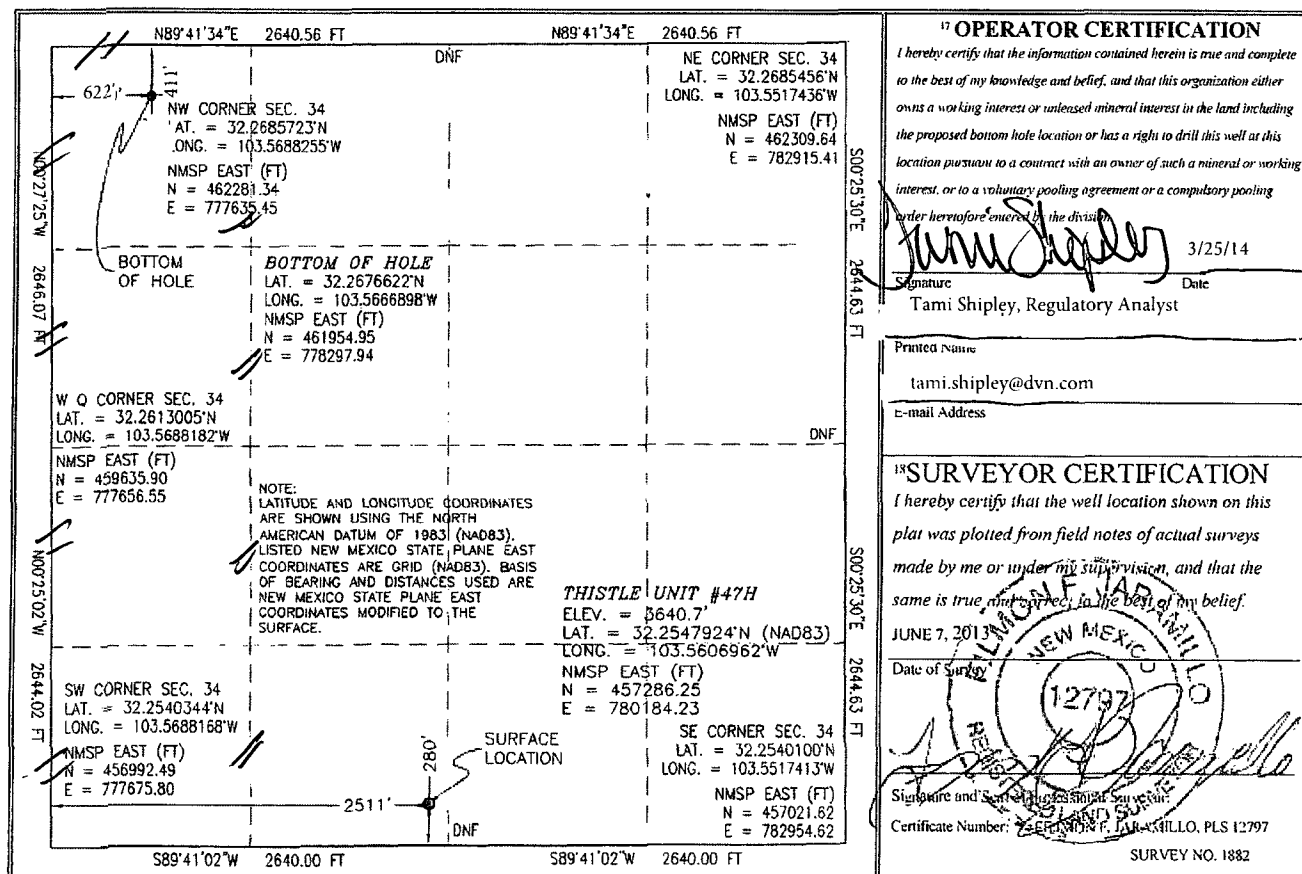 N89°41'34"E 2640.56 FT N89°41'34"E 2640.56 FT
DNF
622'
411'
NW CORNER SEC. 34
AT. = 32.2685723'N
ONG. = 103.5688255'W
NMSP EAST (FT)
N = 462281.34
E = 777635.45
NE CORNER SEC. 34
LAT. = 32.2685456'N
LONG. = 103.5517436'W
NMSP EAST (FT)
N = 462309.64
E = 782915.41
N00°27'25"W 2646.07 FT
S00°25'30"E 2644.63 FT
BOTTOM
OF HOLE
BOTTOM OF HOLE
LAT. = 32.2676622'N
LONG. = 103.5666898'W
NMSP EAST (FT)
N = 461954.95
E = 778297.94
W Q CORNER SEC. 34
LAT. = 32.2613005'N
LONG. = 103.5688182'W
NMSP EAST (FT)
N = 459635.90
E = 777656.55
DNF
NOTE:
LATITUDE AND LONGITUDE COORDINATES
ARE SHOWN USING THE NORTH
AMERICAN DATUM OF 1983 (NAD83).
LISTED NEW MEXICO STATE PLANE EAST
COORDINATES ARE GRID (NAD83). BASIS
OF BEARING AND DISTANCES USED ARE
NEW MEXICO STATE PLANE EAST
COORDINATES MODIFIED TO THE
SURFACE.
N00°25'02"W 2644.02 FT
S00°25'30"E 2644.63 FT
THISTLE UNIT #47H
ELEV. = 3640.7'
LAT. = 32.2547924'N (NAD83)
LONG. = 103.5606962'W
NMSP EAST (FT)
N = 457286.25
E = 780184.23
SW CORNER SEC. 34
LAT. = 32.2540344'N
LONG. = 103.5688168'W
NMSP EAST (FT)
N = 456992.49
E = 777675.80
SURFACE
LOCATION
280'
2511'
DNF
SE CORNER SEC. 34
LAT. = 32.2540100'N
LONG. = 103.5517413'W
NMSP EAST (FT)
N = 457021.62
E = 782954.62
S89°41'02"W 2640.00 FT S89°41'02"W 2640.00 FT
17 OPERATOR CERTIFICATION
I hereby certify that the information contained herein is true and complete
to the best of my knowledge and belief, and that this organization either
owns a working interest or unleased mineral interest in the land including
the proposed bottom hole location or has a right to drill this well at this
location pursuant to a contract with an owner of such a mineral or working
interest, or to a voluntary pooling agreement or a compulsory pooling
order heretofore entered by the division.
Tami Shipley 3/25/14
Signature Date
Tami Shipley, Regulatory Analyst
Printed Name
tami.shipley@dvn.com
E-mail Address
18 SURVEYOR CERTIFICATION
I hereby certify that the well location shown on this
plat was plotted from field notes of actual surveys
made by me or under my supervision, and that the
same is true and correct to the best of my belief.
JUNE 7, 2013
Date of Survey
NEW MEXICO
12797
Signature and Seal of Professional Surveyor:
Certificate Number: JARAMILLO, PLS 12797
SURVEY NO. 1882